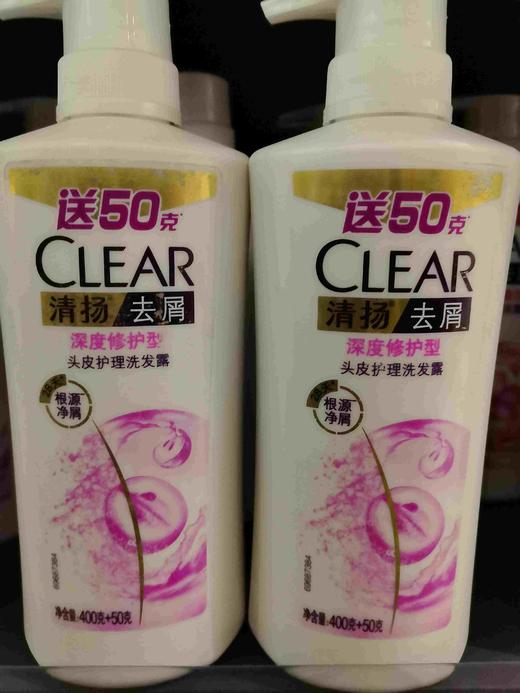 送50克
CLEAR
清扬 去屑
深度修护型
头皮护理洗发露
根源
净屑
净含量:400克+50克
送50克
CLEAR
清扬 去屑
深度修护型
头皮护理洗发露
根源
净屑
净含量:400克+50克